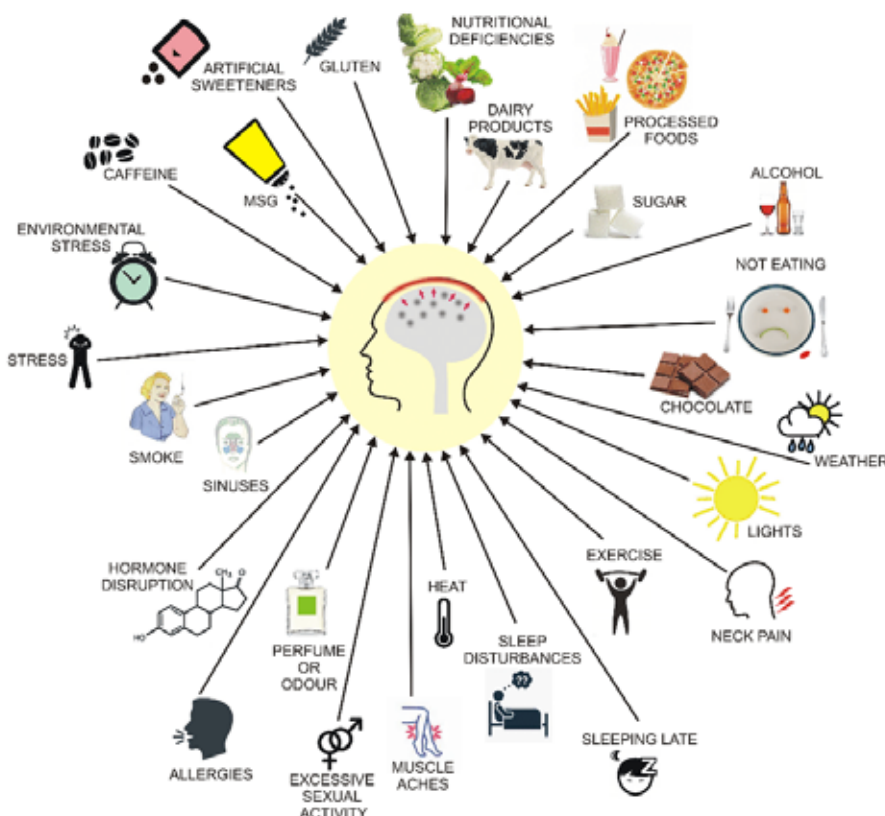 NUTRITIONAL
DEFICIENCIES
GLUTEN
ARTIFICIAL
SWEETENERS
DAIRY
PRODUCTS
PROCESSED
FOODS
CAFFEINE
MSG
ALCOHOL
SUGAR
ENVIRONMENTAL
STRESS
NOT EATING
STRESS
CHOCOLATE
SMOKE
SINUSES
WEATHER
LIGHTS
HORMONE
DISRUPTION
CH₃
O
HO
EXERCISE
HEAT
NECK PAIN
PERFUME
OR
ODOUR
SLEEP
DISTURBANCES
??
SLEEPING LATE
Z
ALLERGIES
EXCESSIVE
SEXUAL
ACTIVITY
MUSCLE
ACHES